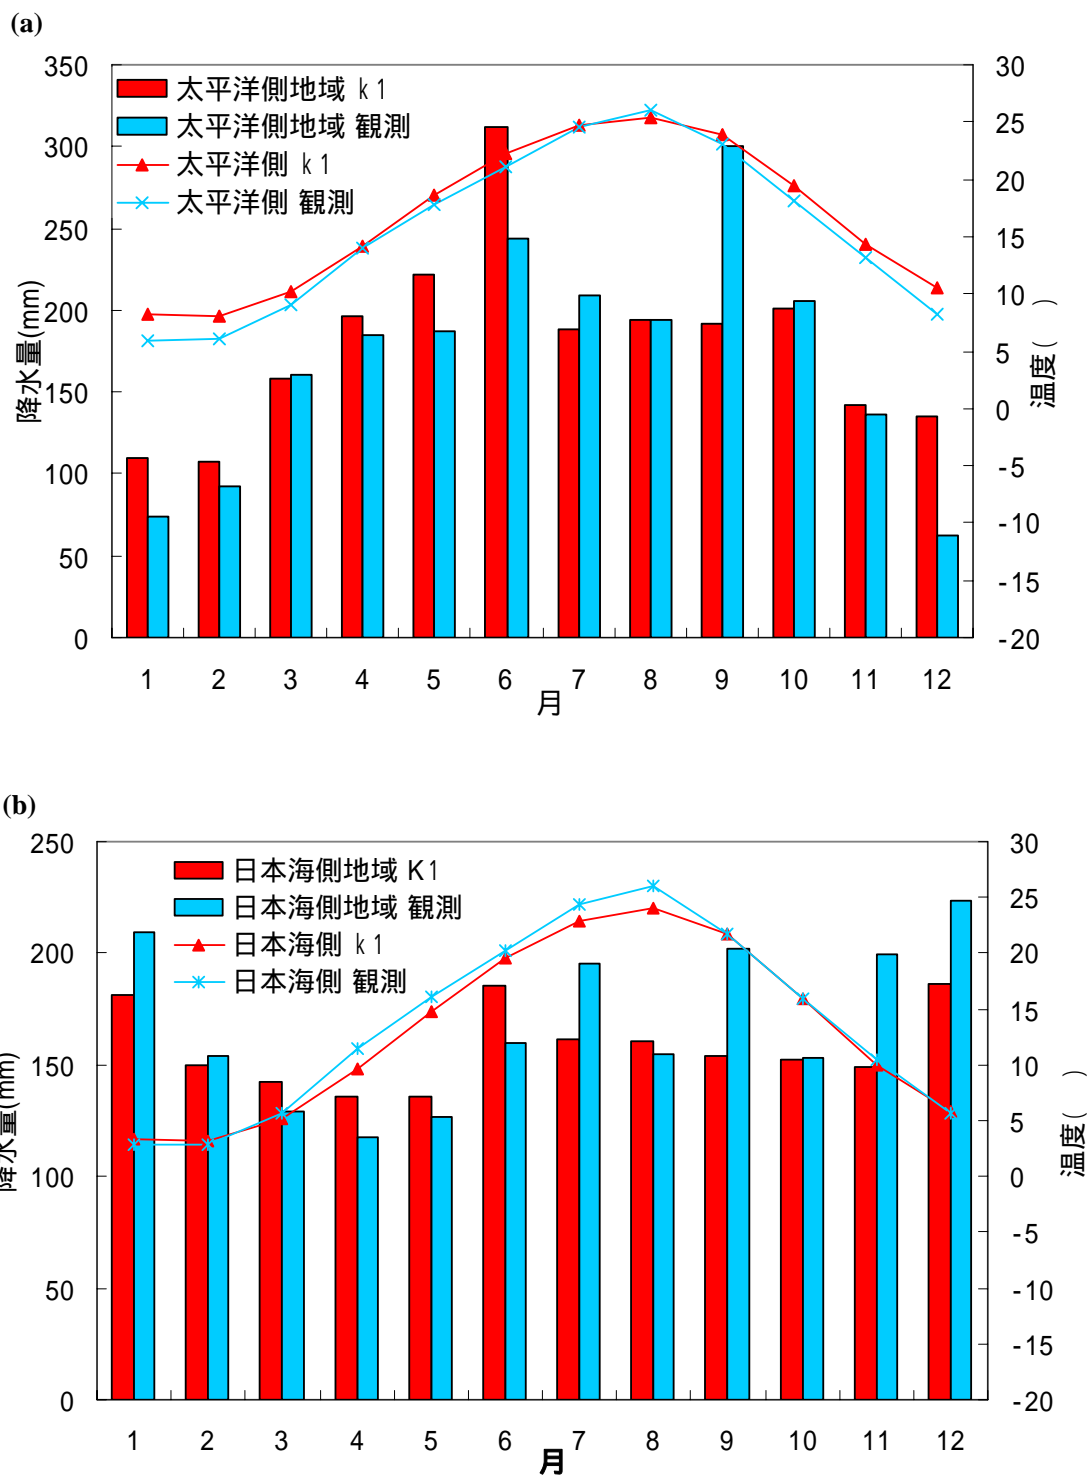 (a)
350
300
250
200
150
100
50
0
30
25
20
15
10
5
0
-5
-10
-15
-20
降水量(mm)
温度( )
太平洋側地域 k1
太平洋側地域 観測
太平洋側 k1
太平洋側 観測
1 2 3 4 5 6 7 8 9 10 11 12
月
(b)
250
200
150
100
50
0
30
25
20
15
10
5
0
-5
-10
-15
-20
降水量(mm)
温度( )
日本海側地域 K1
日本海側地域 観測
日本海側 k1
日本海側 観測
1 2 3 4 5 6 7 8 9 10 11 12
月